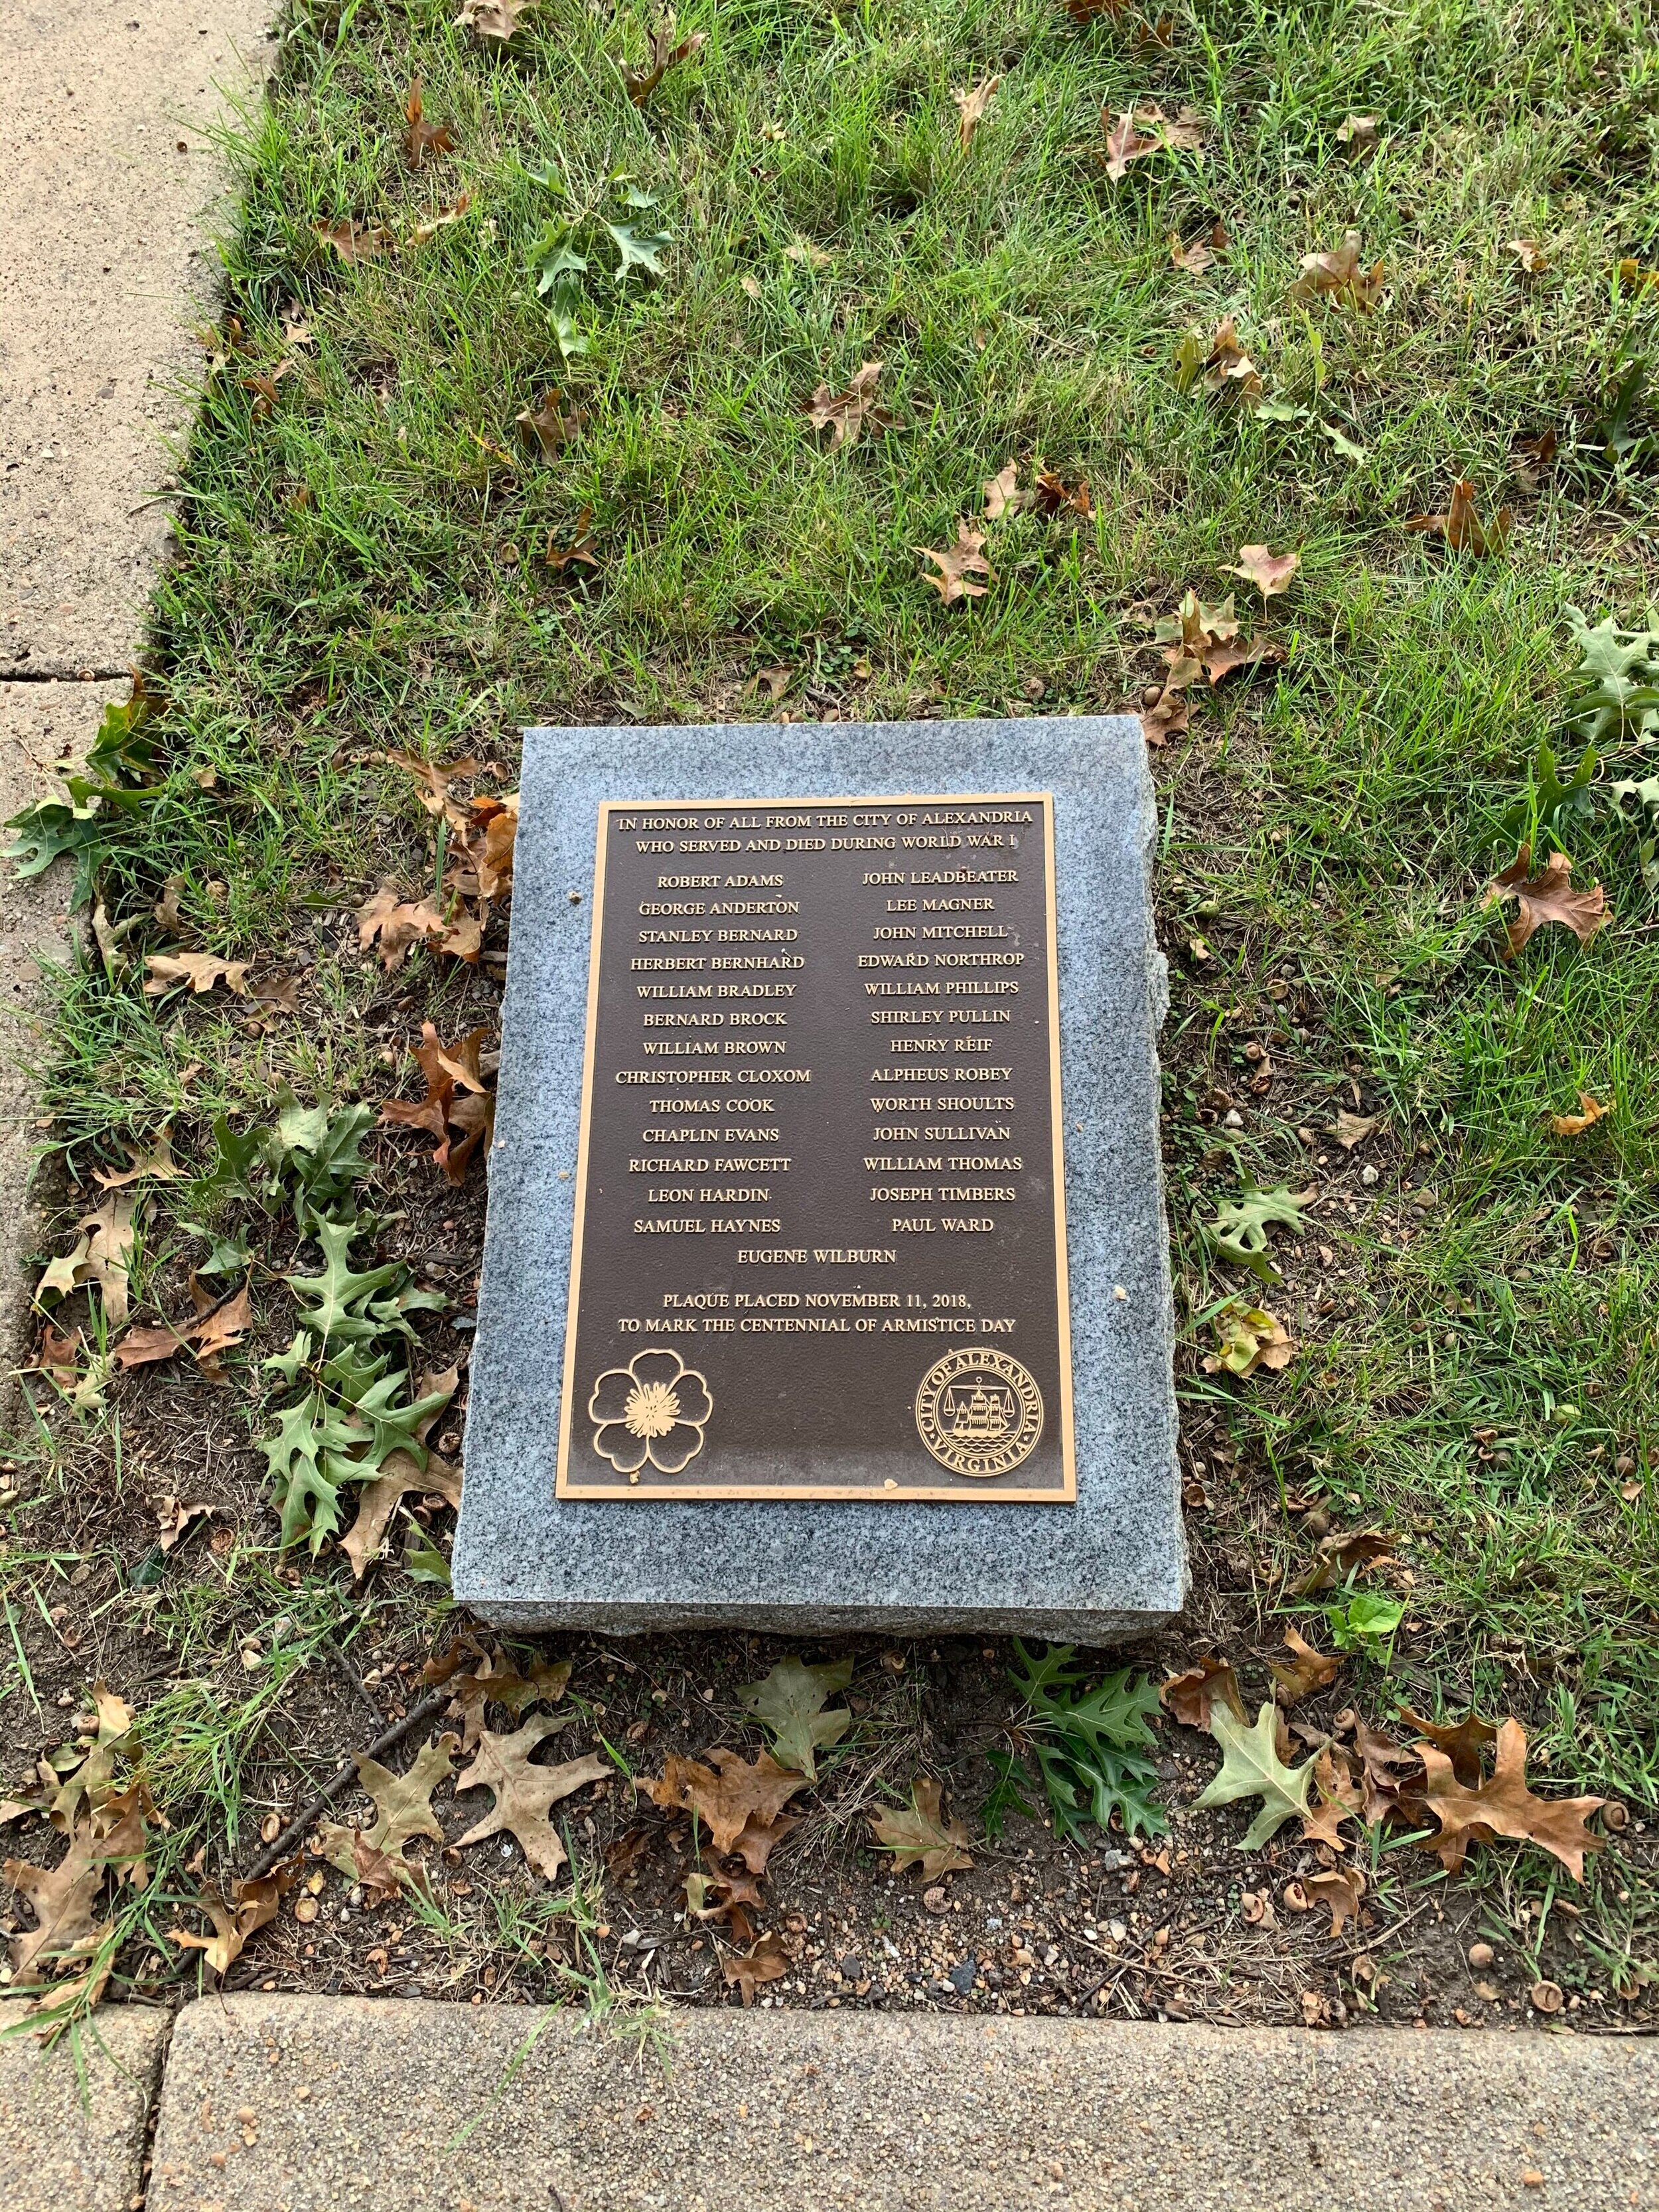 IN HONOR OF ALL FROM THE CITY OF ALEXANDRIA
WHO SERVED AND DIED DURING WORLD WAR I
ROBERT ADAMS
GEORGE ANDERTON
STANLEY BERNARD
HERBERT BERNHARD
WILLIAM BRADLEY
BERNARD BROCK
WILLIAM BROWN
CHRISTOPHER CLOXOM
THOMAS COOK
CHAPLIN EVANS
RICHARD FAWCETT
LEON HARDIN
SAMUEL HAYNES
JOHN LEADBEATER
LEE MAGNER
JOHN MITCHELL
EDWARD NORTHROP
WILLIAM PHILLIPS
SHIRLEY PULLIN
HENRY REIF
ALPHEUS ROBEY
WORTH SHOULTS
JOHN SULLIVAN
WILLIAM THOMAS
JOSEPH TIMBERS
PAUL WARD
EUGENE WILBURN
PLAQUE PLACED NOVEMBER 11, 2018,
TO MARK THE CENTENNIAL OF ARMISTICE DAY
CITY OF ALEXANDRIA
VIRGINIA